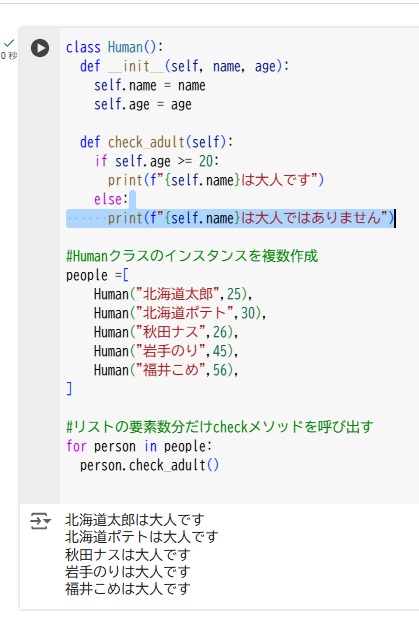 0 秒
class Human():
  def __init__(self, name, age):
    self.name = name
    self.age = age
  def check_adult(self):
    if self.age >= 20:
      print(f"{self.name}は大人です")
    else:
      print(f"{self.name}は大人ではありません")
#Humanクラスのインスタンスを複数作成
people =[
    Human("北海道太郎",25),
    Human("北海道ポテト",30),
    Human("秋田ナス",26),
    Human("岩手のり",45),
    Human("福井こめ",56),
]
#リストの要素数分だけcheckメソッドを呼び出す
for person in people:
  person.check_adult()
北海道太郎は大人です
北海道ポテトは大人です
秋田ナスは大人です
岩手のりは大人です
福井こめは大人です